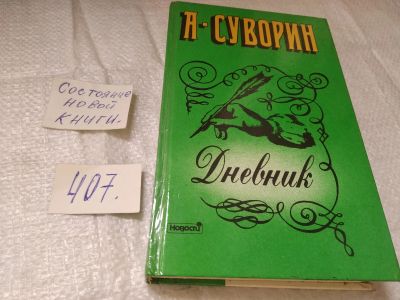 А·СУВОРИН
Дневник
Новости
Состояние
новой
книги.
407.